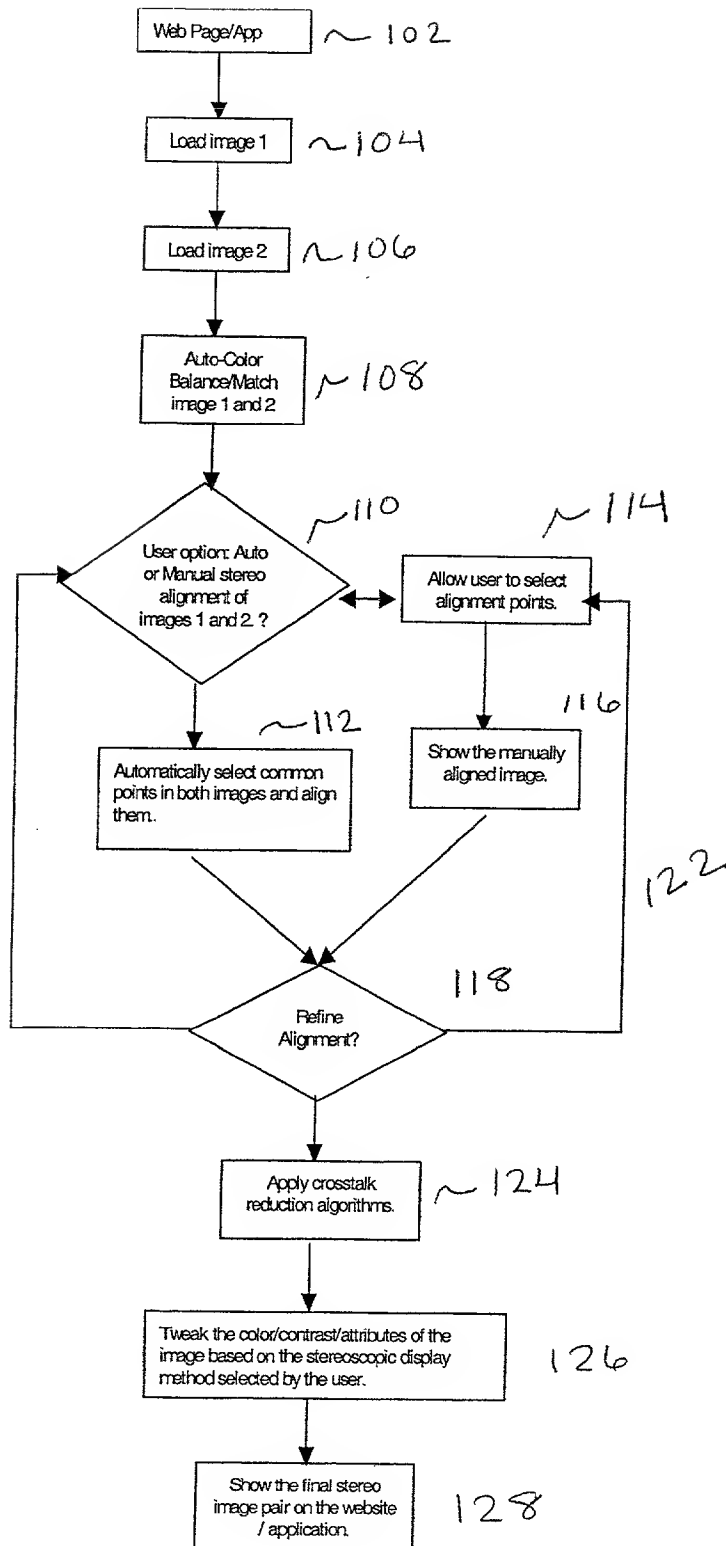 Web Page/App ~ 102
Load image 1 ~ 104
Load image 2 ~ 106
Auto-Color
Balance/Match
image 1 and 2
~ 108
User option: Auto
or Manual stereo
alignment of
images 1 and 2. ?
~ 110
Allow user to select
alignment points.
~ 114
Automatically select common
points in both images and align
them..
~ 112
Show the manually
aligned image.
116
122
Refine
Alignment?
118
Apply crosstalk
reduction algorithms.
~ 124
Tweak the color/contrast/attributes of the
image based on the stereoscopic display
method selected by the user.
126
Show the final stereo
image pair on the website
/ application.
128